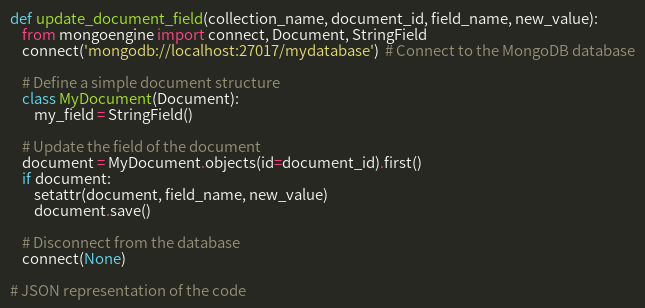 def update_document_field(collection_name, document_id, field_name, new_value):
from mongoengine import connect, Document, StringField
connect('mongodb://localhost:27017/mydatabase')  # Connect to the MongoDB database
# Define a simple document structure
class MyDocument(Document):
my_field = StringField()
# Update the field of the document
document = MyDocument.objects(id=document_id).first()
if document:
setattr(document, field_name, new_value)
document.save()
# Disconnect from the database
connect(None)
# JSON representation of the code